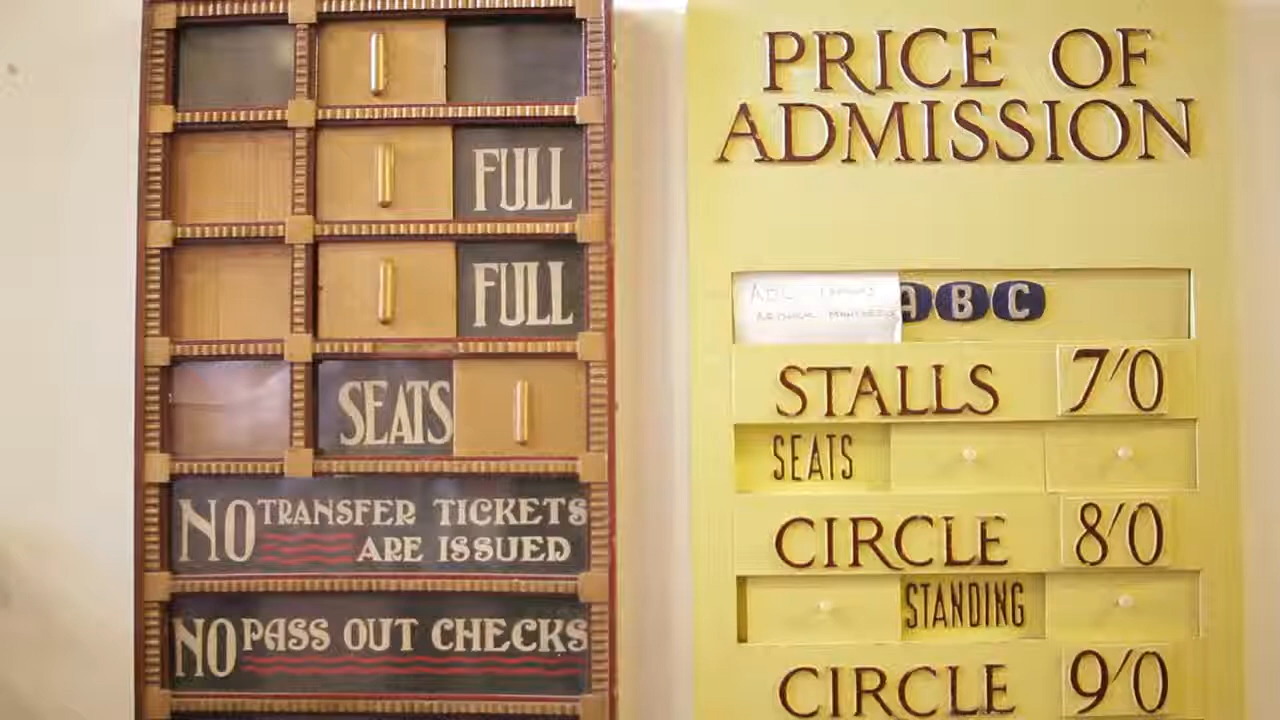 FULL
FULL
SEATS
NO TRANSFER TICKETS
ARE ISSUED
NO PASS OUT CHECKS
PRICE OF
ADMISSION
ABC
STALLS 7/0
SEATS
CIRCLE 8/0
STANDING
CIRCLE 9/0